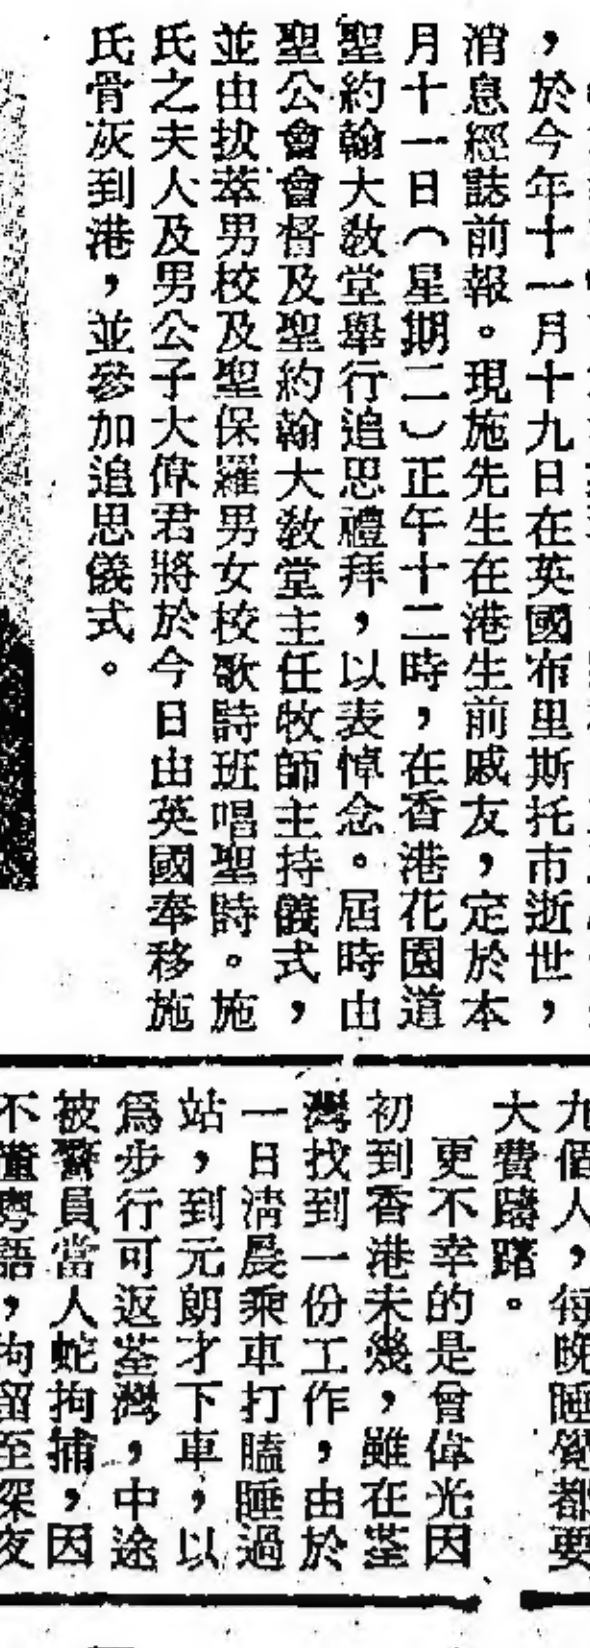 ，於今年十一月十九日在英國布里斯托市逝世，
消息經誌前報。現施先生在港生前戚友，定於本
月十一日（星期二）正午十二時，在香港花園道
聖約翰大教堂舉行追思禮拜，以表悼念。屆時由
聖公會會督及聖約翰大教堂主任牧師主持儀式，
並由拔萃男校及聖保羅男女校歌詩班唱聖詩。施
氏之夫人及男公子大偉君將於今日由英國奉移施
氏骨灰到港，並參加追思儀式。
九個人，每晚睡覺都要
大費躊躇。
更不幸的是曾偉光因
初到香港未幾，雖在荃
灣找到一份工作，由於
一日清晨乘車打瞌睡過
站，到元朗才下車，以
為步行可返荃灣，中途
被警員當人蛇拘捕，因
不懂粵語，拘留至深夜